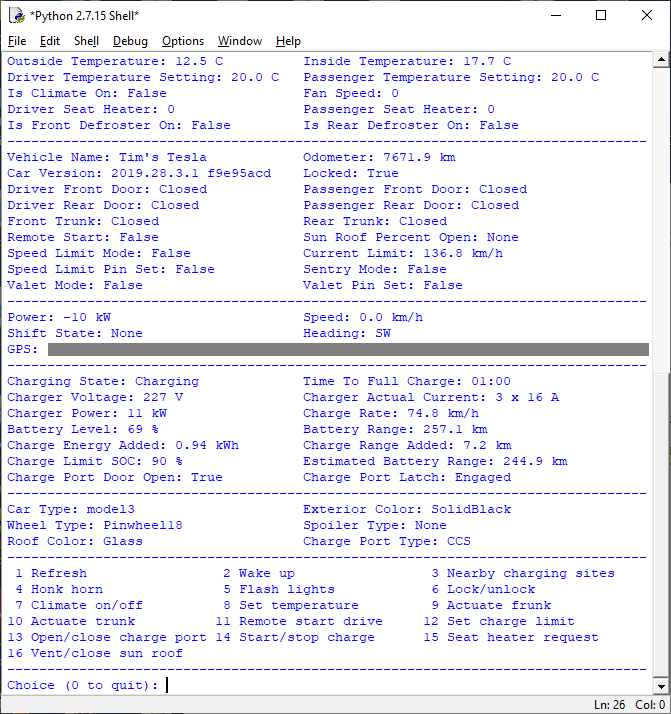 *Python 2.7.15 Shell*
File Edit Shell Debug Options Window Help
Outside Temperature: 12.5 C Inside Temperature: 17.7 C
Driver Temperature Setting: 20.0 C Passenger Temperature Setting: 20.0 C
Is Climate On: False Fan Speed: 0
Driver Seat Heater: 0 Passenger Seat Heater: 0
Is Front Defroster On: False Is Rear Defroster On: False
--------------------------------------------------------------------------------
Vehicle Name: Tim's Tesla Odometer: 7671.9 km
Car Version: 2019.28.3.1 f9e95acd Locked: True
Driver Front Door: Closed Passenger Front Door: Closed
Driver Rear Door: Closed Passenger Rear Door: Closed
Front Trunk: Closed Rear Trunk: Closed
Remote Start: False Sun Roof Percent Open: None
Speed Limit Mode: False Current Limit: 136.8 km/h
Speed Limit Pin Set: False Sentry Mode: False
Valet Mode: False Valet Pin Set: False
--------------------------------------------------------------------------------
Power: -10 kW Speed: 0.0 km/h
Shift State: None Heading: SW
GPS:
--------------------------------------------------------------------------------
Charging State: Charging Time To Full Charge: 01:00
Charger Voltage: 227 V Charger Actual Current: 3 x 16 A
Charger Power: 11 kW Charge Rate: 74.8 km/h
Battery Level: 69 % Battery Range: 257.1 km
Charge Energy Added: 0.94 kWh Charge Range Added: 7.2 km
Charge Limit SOC: 90 % Estimated Battery Range: 244.9 km
Charge Port Door Open: True Charge Port Latch: Engaged
--------------------------------------------------------------------------------
Car Type: model3 Exterior Color: SolidBlack
Wheel Type: Pinwheel18 Spoiler Type: None
Roof Color: Glass Charge Port Type: CCS
--------------------------------------------------------------------------------
1 Refresh 2 Wake up 3 Nearby charging sites
4 Honk horn 5 Flash lights 6 Lock/unlock
7 Climate on/off 8 Set temperature 9 Actuate frunk
10 Actuate trunk 11 Remote start drive 12 Set charge limit
13 Open/close charge port 14 Start/stop charge 15 Seat heater request
16 Vent/close sun roof
--------------------------------------------------------------------------------
Choice (0 to quit):
Ln: 26 Col: 0